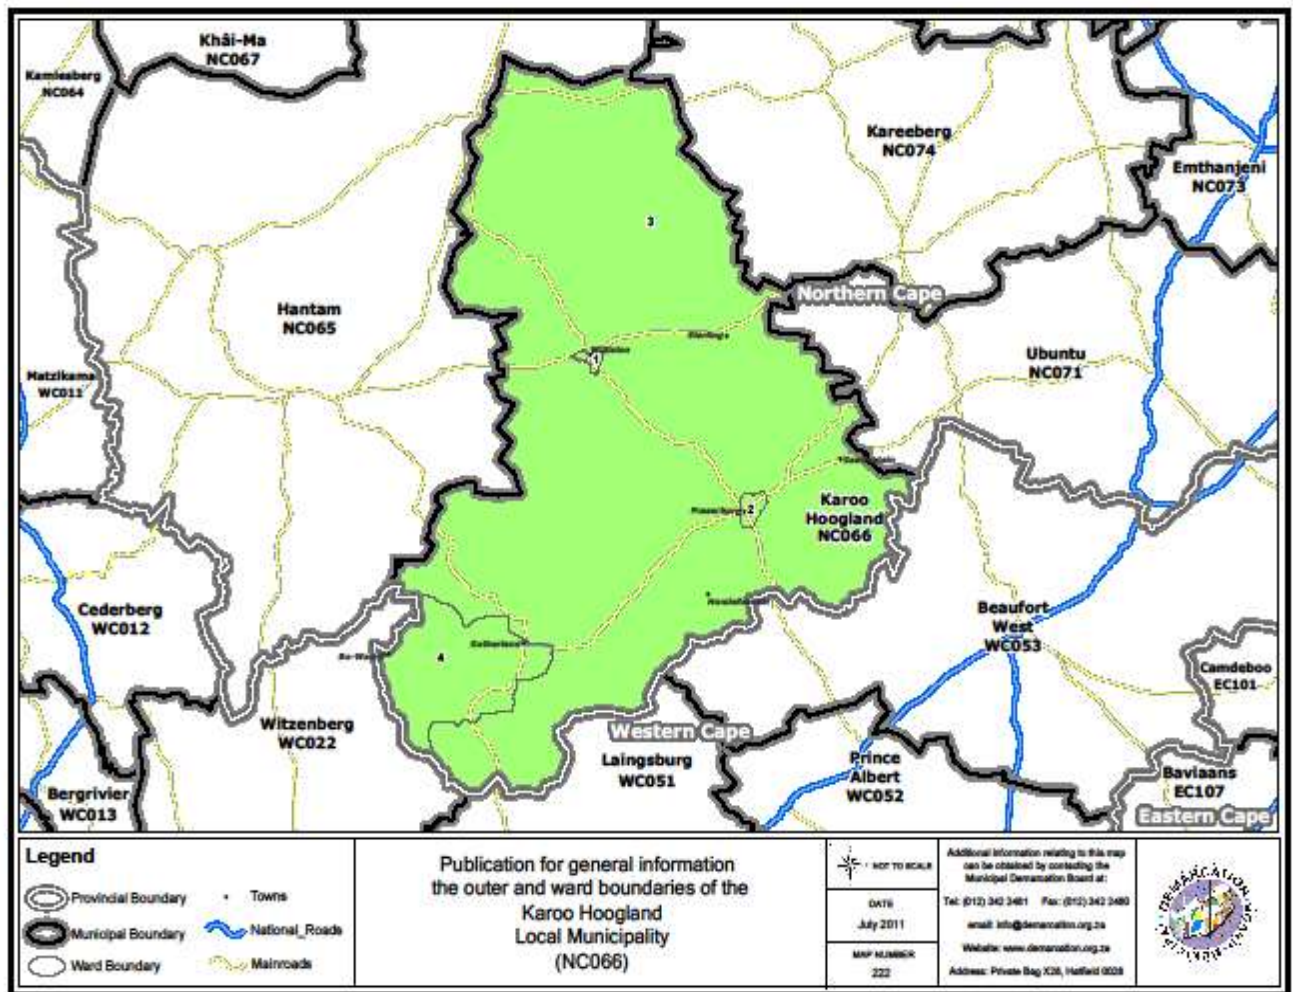 Khâi-Ma
NC067
Kamiesberg
NC064
Kareeberg
NC074
Emthanjeni
NC073
3
Northern Cape
Hantam
NC065
Ubuntu
NC071
Matzikama
WC011
1
2
Karoo
Hoogland
NC066
Cederberg
WC012
Beaufort
West
WC053
4
Camdeboo
EC101
Witzenberg
WC022
Western Cape
Laingsburg
WC051
Prince
Albert
WC052
Baviaans
EC107
Bergrivier
WC013
Eastern Cape
Legend
Provincial Boundary
Towns
Municipal Boundary
National_Roads
Ward Boundary
Mainroads
Publication for general information
the outer and ward boundaries of the
Karoo Hoogland
Local Municipality
(NC066)
NOT TO SCALE
DATE
July 2011
MAP NUMBER
222
Additional information relating to this map
can be obtained by contacting the
Municipal Demarcation Board at:
Tel: (012) 342 2481 Fax: (012) 342 2480
email: info@demarcation.org.za
Website: www.demarcation.org.za
Address: Private Bag X28, Hatfield 0028